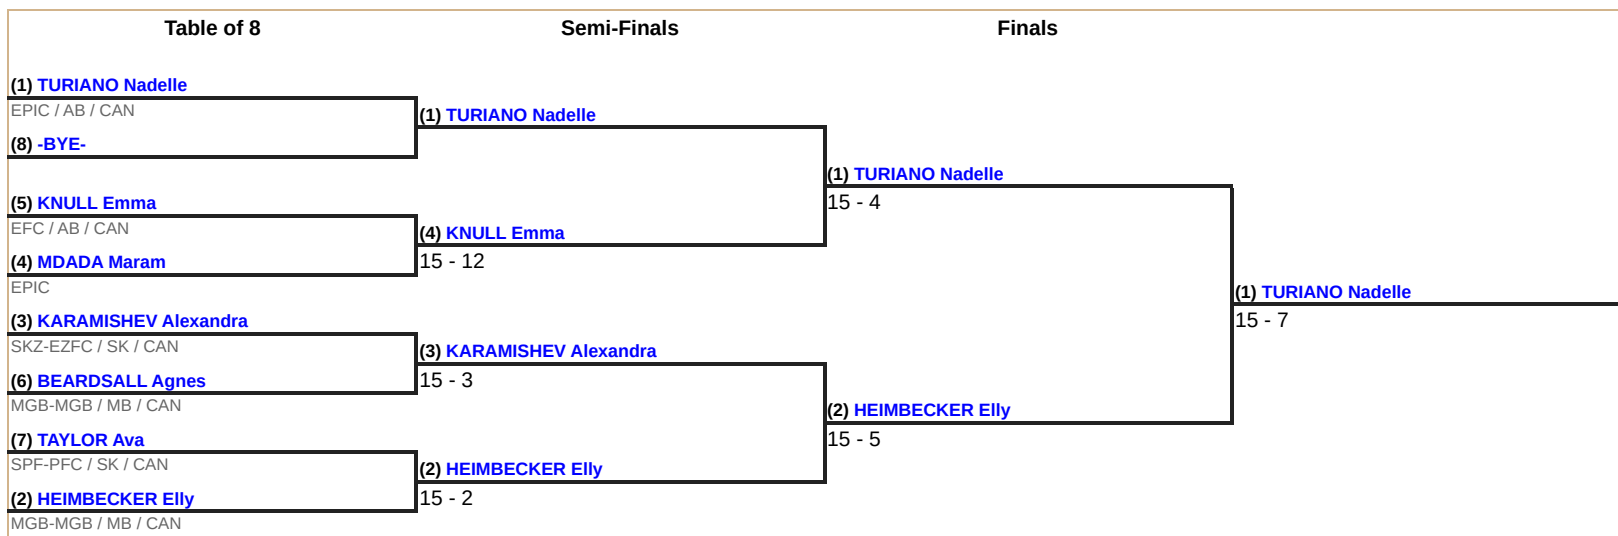 Table of 8
Semi-Finals
Finals
(1) TURIANO Nadelle
EPIC / AB / CAN
(8) -BYE-
(5) KNULL Emma
EFC / AB / CAN
(4) MDADA Maram
EPIC
(3) KARAMISHEV Alexandra
SKZ-EZFC / SK / CAN
(6) BEARDSALL Agnes
MGB-MGB / MB / CAN
(7) TAYLOR Ava
SPF-PFC / SK / CAN
(2) HEIMBECKER Elly
MGB-MGB / MB / CAN
(1) TURIANO Nadelle
(4) KNULL Emma
15 - 12
(3) KARAMISHEV Alexandra
15 - 3
(2) HEIMBECKER Elly
15 - 2
(1) TURIANO Nadelle
15 - 4
(2) HEIMBECKER Elly
15 - 5
(1) TURIANO Nadelle
15 - 7